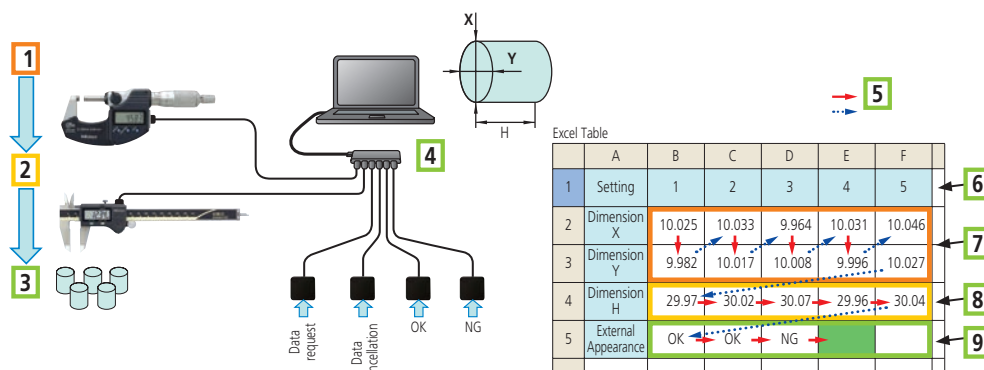 1
2
3
4
X
Y
H
5
Data
request
Data
OK
NG
Excel Table
A B C D E F
1 Setting 1 2 3 4 5
6
2 Dimension
X 10.025 10.033 9.964 10.031 10.046
7
3 Dimension
Y 9.982 10.017 10.008 9.996 10.027
4 Dimension
H 29.97 30.02 30.07 29.96 30.04
8
5 External
Appearance OK OK NG
9